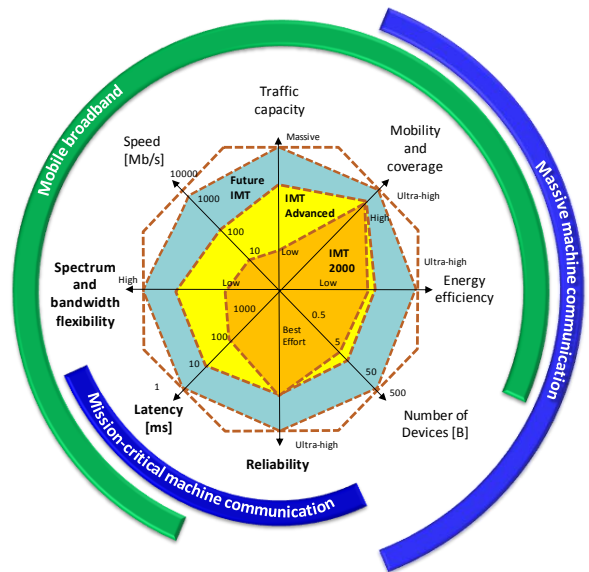 Mobile broadband
Massive machine communication
Mission-critical machine communication
Traffic
capacity
Massive
Mobility
and
coverage
Speed
[Mb/s]
10000
1000
100
10
Future
IMT
IMT
Advanced
Ultra-high
High
Low
IMT
2000
Ultra-high
Energy
efficiency
Low
Spectrum
and
bandwidth
flexibility
High
Low
1000
100
10
1
Latency
[ms]
Best
Effort
0.5
5
50
500
Number of
Devices [B]
Ultra-high
Reliability